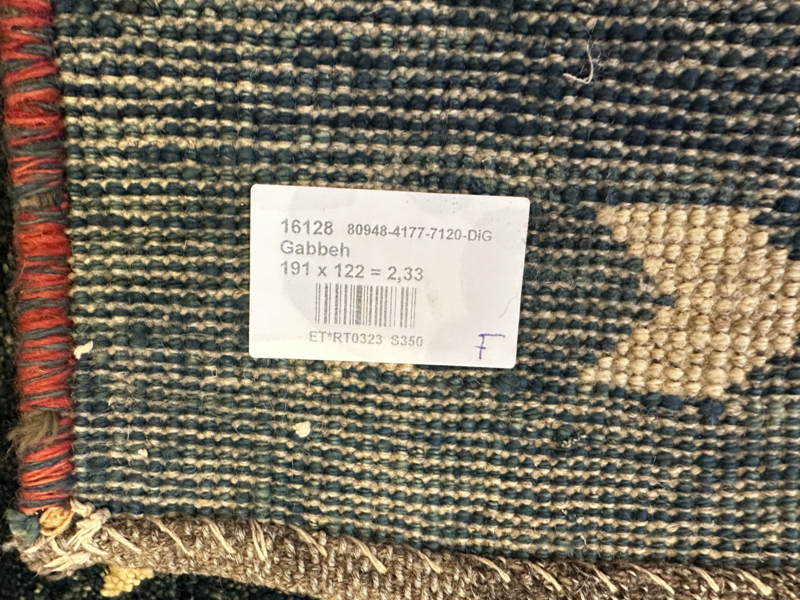 16128 80948-4177-7120-DiG
Gabbeh
191 x 122 = 2,33
ET*RT0323 S350
F